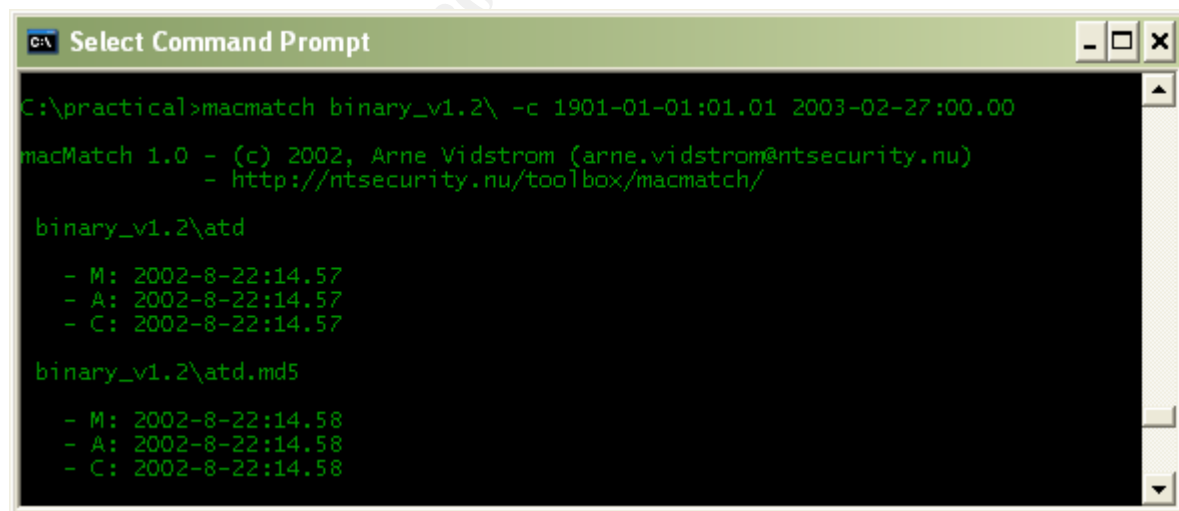 Select Command Prompt
C:\practical>macmatch binary_v1.2\ -c 1901-01-01:01.01 2003-02-27:00.00
macMatch 1.0 - (c) 2002, Arne Vidstrom (arne.vidstrom@ntsecurity.nu)
- http://ntsecurity.nu/toolbox/macmatch/
binary_v1.2\atd
- M: 2002-8-22:14.57
- A: 2002-8-22:14.57
- C: 2002-8-22:14.57
binary_v1.2\atd.md5
- M: 2002-8-22:14.58
- A: 2002-8-22:14.58
- C: 2002-8-22:14.58